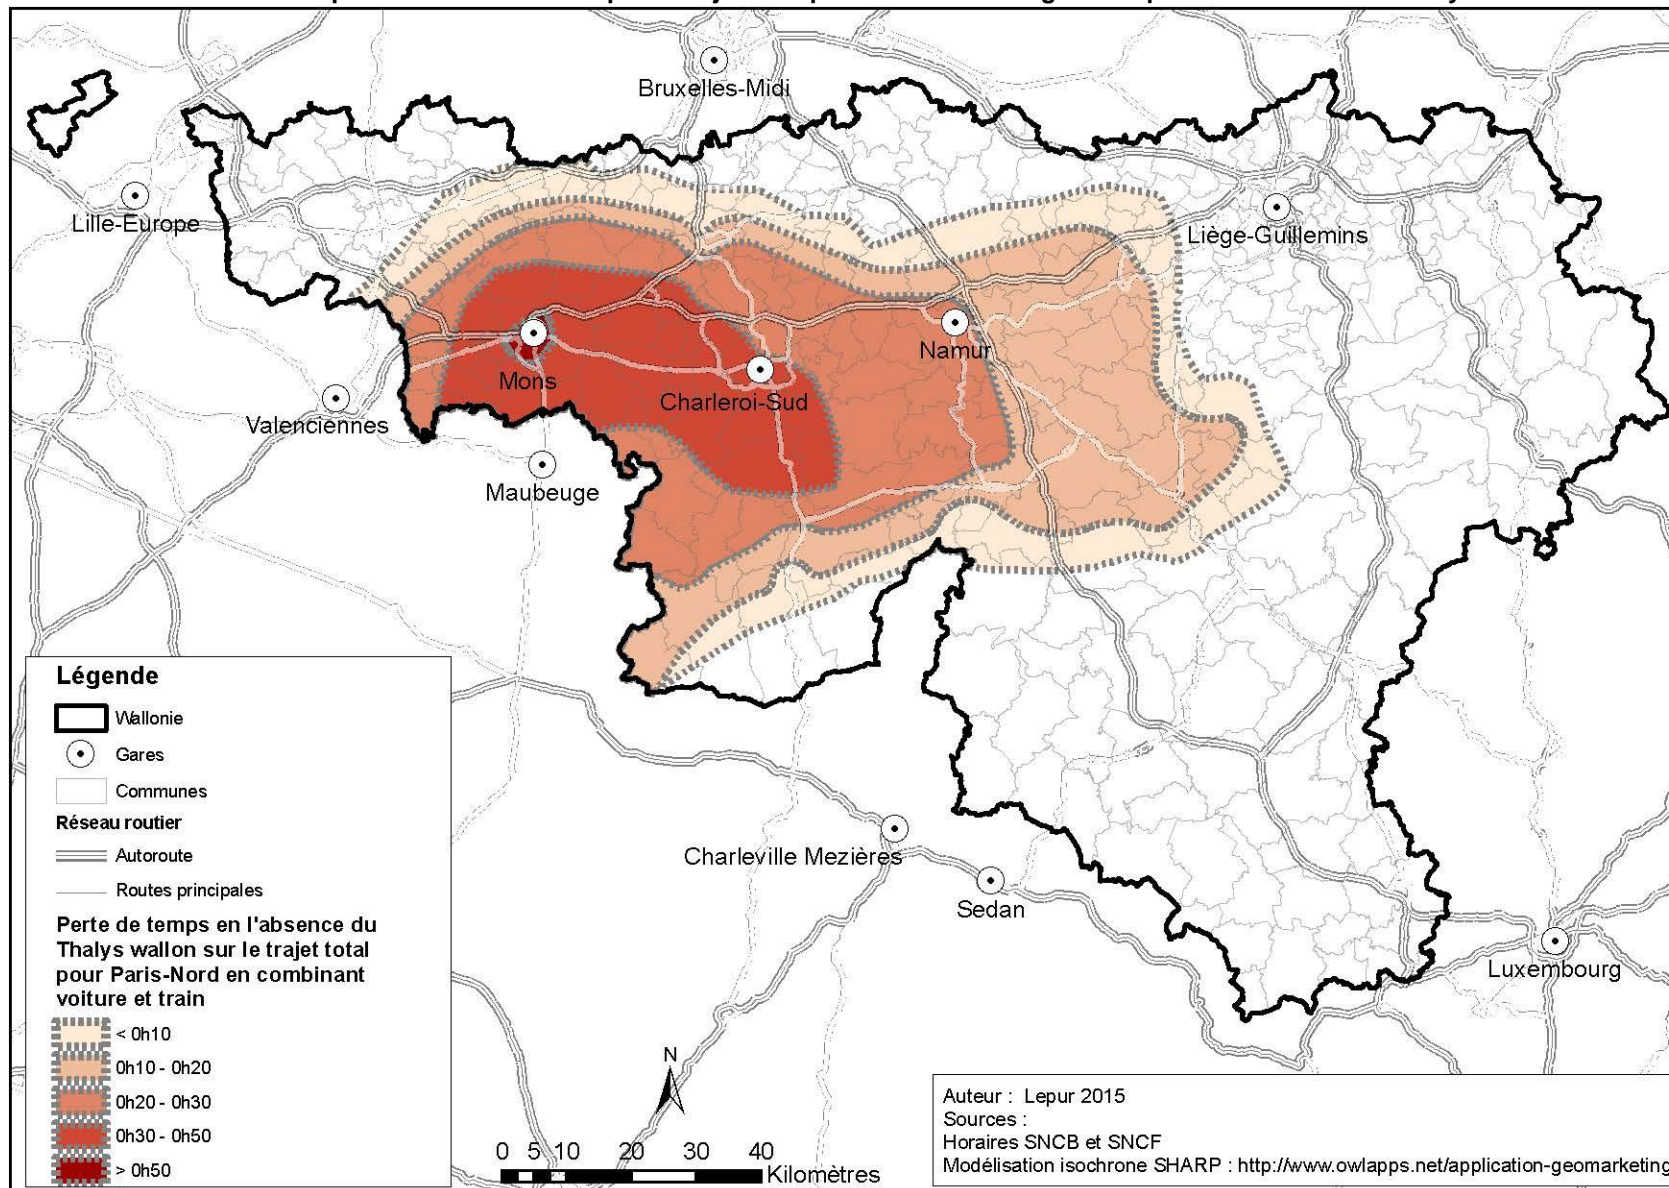 Bruxelles-Midi
Lille-Europe
Liège-Guillemins
Namur
Mons
Charleroi-Sud
Valenciennes
Maubeuge
Charleville Mezières
Sedan
Luxembourg
Légende
Wallonie
Gares
Communes
Réseau routier
Autoroute
Routes principales
Perte de temps en l'absence du
Thalys wallon sur le trajet total
pour Paris-Nord en combinant
voiture et train
< 0h10
0h10 - 0h20
0h20 - 0h30
0h30 - 0h50
> 0h50
N
0 5 10 20 30 40
Kilomètres
Auteur : Lepur 2015
Sources :
Horaires SNCB et SNCF
Modélisation isochrone SHARP : http://www.owlapps.net/application-geomarketing